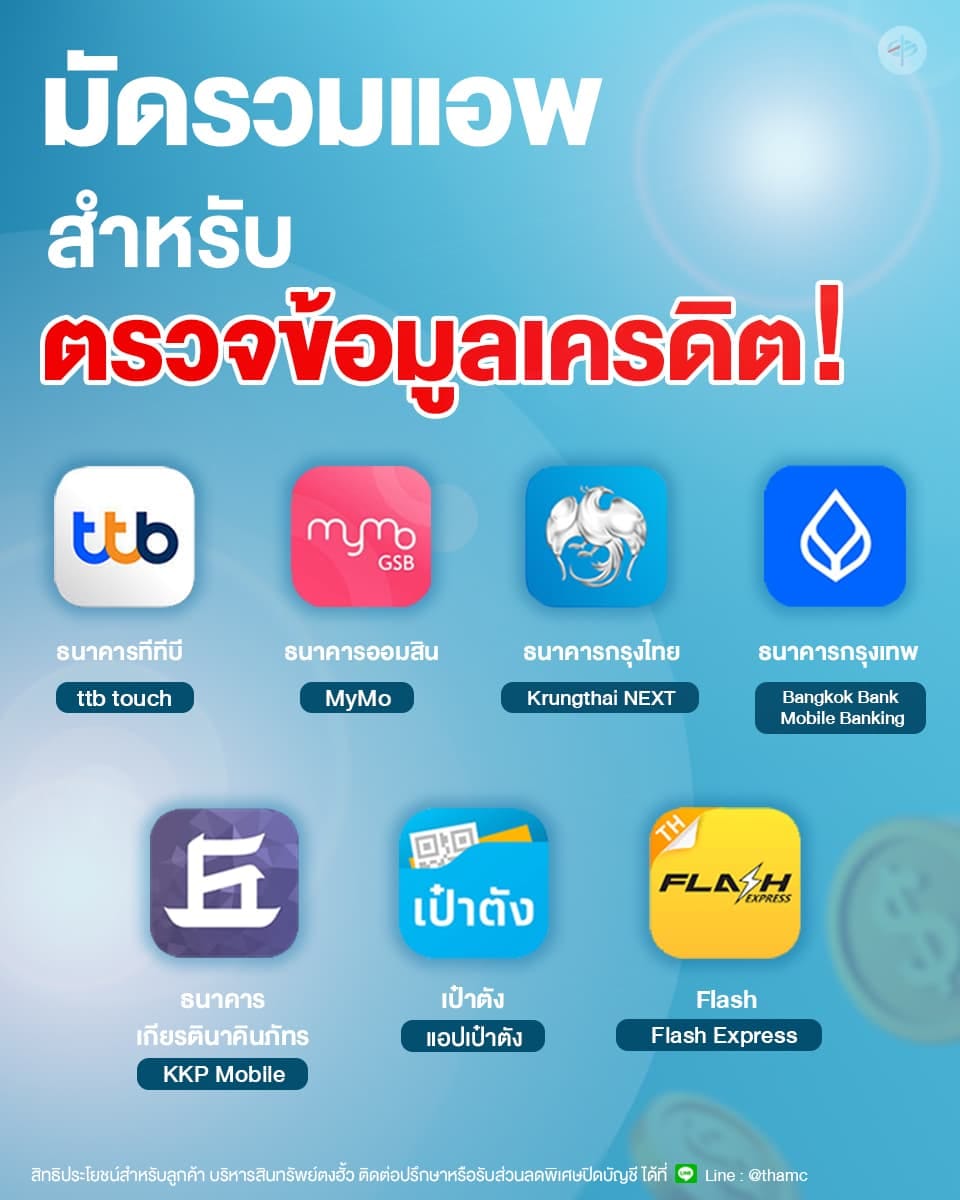 มัดรวมแอพ
สำหรับ
ตรวจข้อมูลเครดิต!
ttb
mymo
GSB
ธนาคารทีทีบี
ธนาคารออมสิน
ธนาคารกรุงไทย
ธนาคารกรุงเทพ
ttb touch
MyMo
Krungthai NEXT
Bangkok Bank
Mobile Banking
เป๋าตัง
TH
FLASH
EXPRESS
ธนาคาร
เกียรตินาคินภัทร
เป๋าตัง
Flash
KKP Mobile
แอปเป๋าตัง
Flash Express
สิทธิประโยชน์สำหรับลูกค้า บริหารสินทรัพย์ตงฮั้ว ติดต่อปรึกษาหรือรับส่วนลดพิเศษปิดบัญชี ได้ที่ LINE Line : @thamc